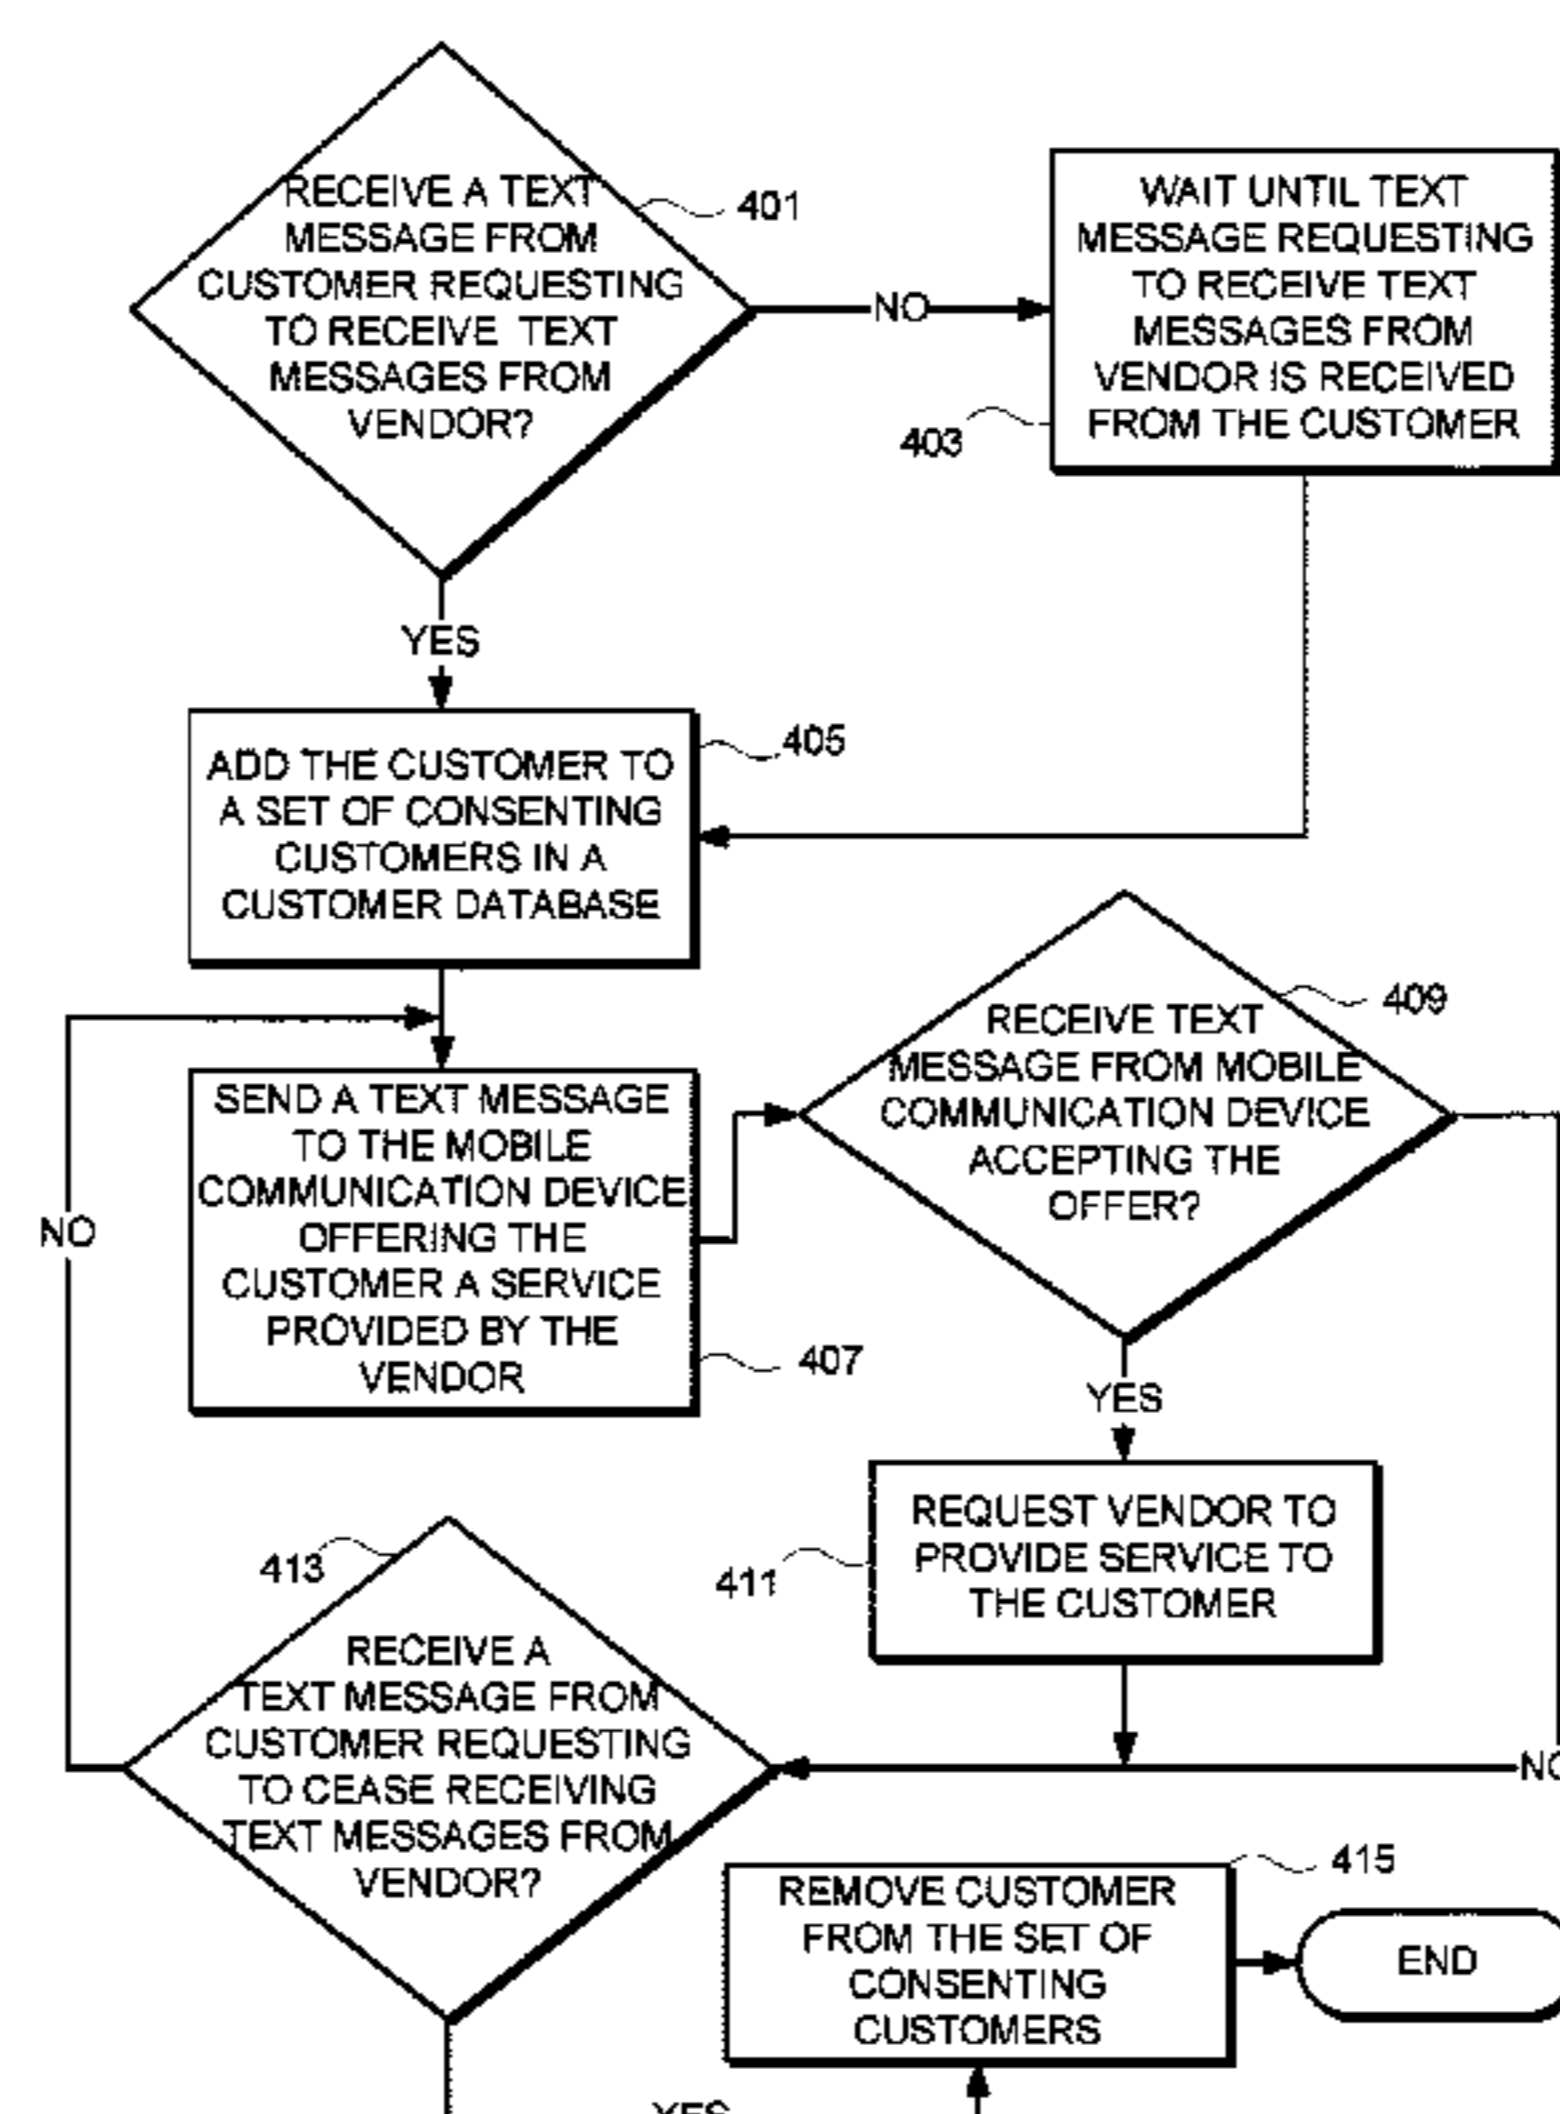 RECEIVE A TEXT
MESSAGE FROM
CUSTOMER REQUESTING
TO RECEIVE TEXT
MESSAGES FROM
VENDOR?
401
NO
WAIT UNTIL TEXT
MESSAGE REQUESTING
TO RECEIVE TEXT
MESSAGES FROM
VENDOR IS RECEIVED
FROM THE CUSTOMER
403
YES
ADD THE CUSTOMER TO
A SET OF CONSENTING
CUSTOMERS IN A
CUSTOMER DATABASE
405
SEND A TEXT MESSAGE
TO THE MOBILE
COMMUNICATION DEVICE
OFFERING THE
CUSTOMER A SERVICE
PROVIDED BY THE
VENDOR
407
RECEIVE TEXT
MESSAGE FROM MOBILE
COMMUNICATION DEVICE
ACCEPTING THE
OFFER?
409
NO
YES
REQUEST VENDOR TO
PROVIDE SERVICE TO
THE CUSTOMER
411
413
RECEIVE A
TEXT MESSAGE FROM
CUSTOMER REQUESTING
TO CEASE RECEIVING
TEXT MESSAGES FROM
VENDOR?
NO
REMOVE CUSTOMER
FROM THE SET OF
CONSENTING
CUSTOMERS
415
END
YES